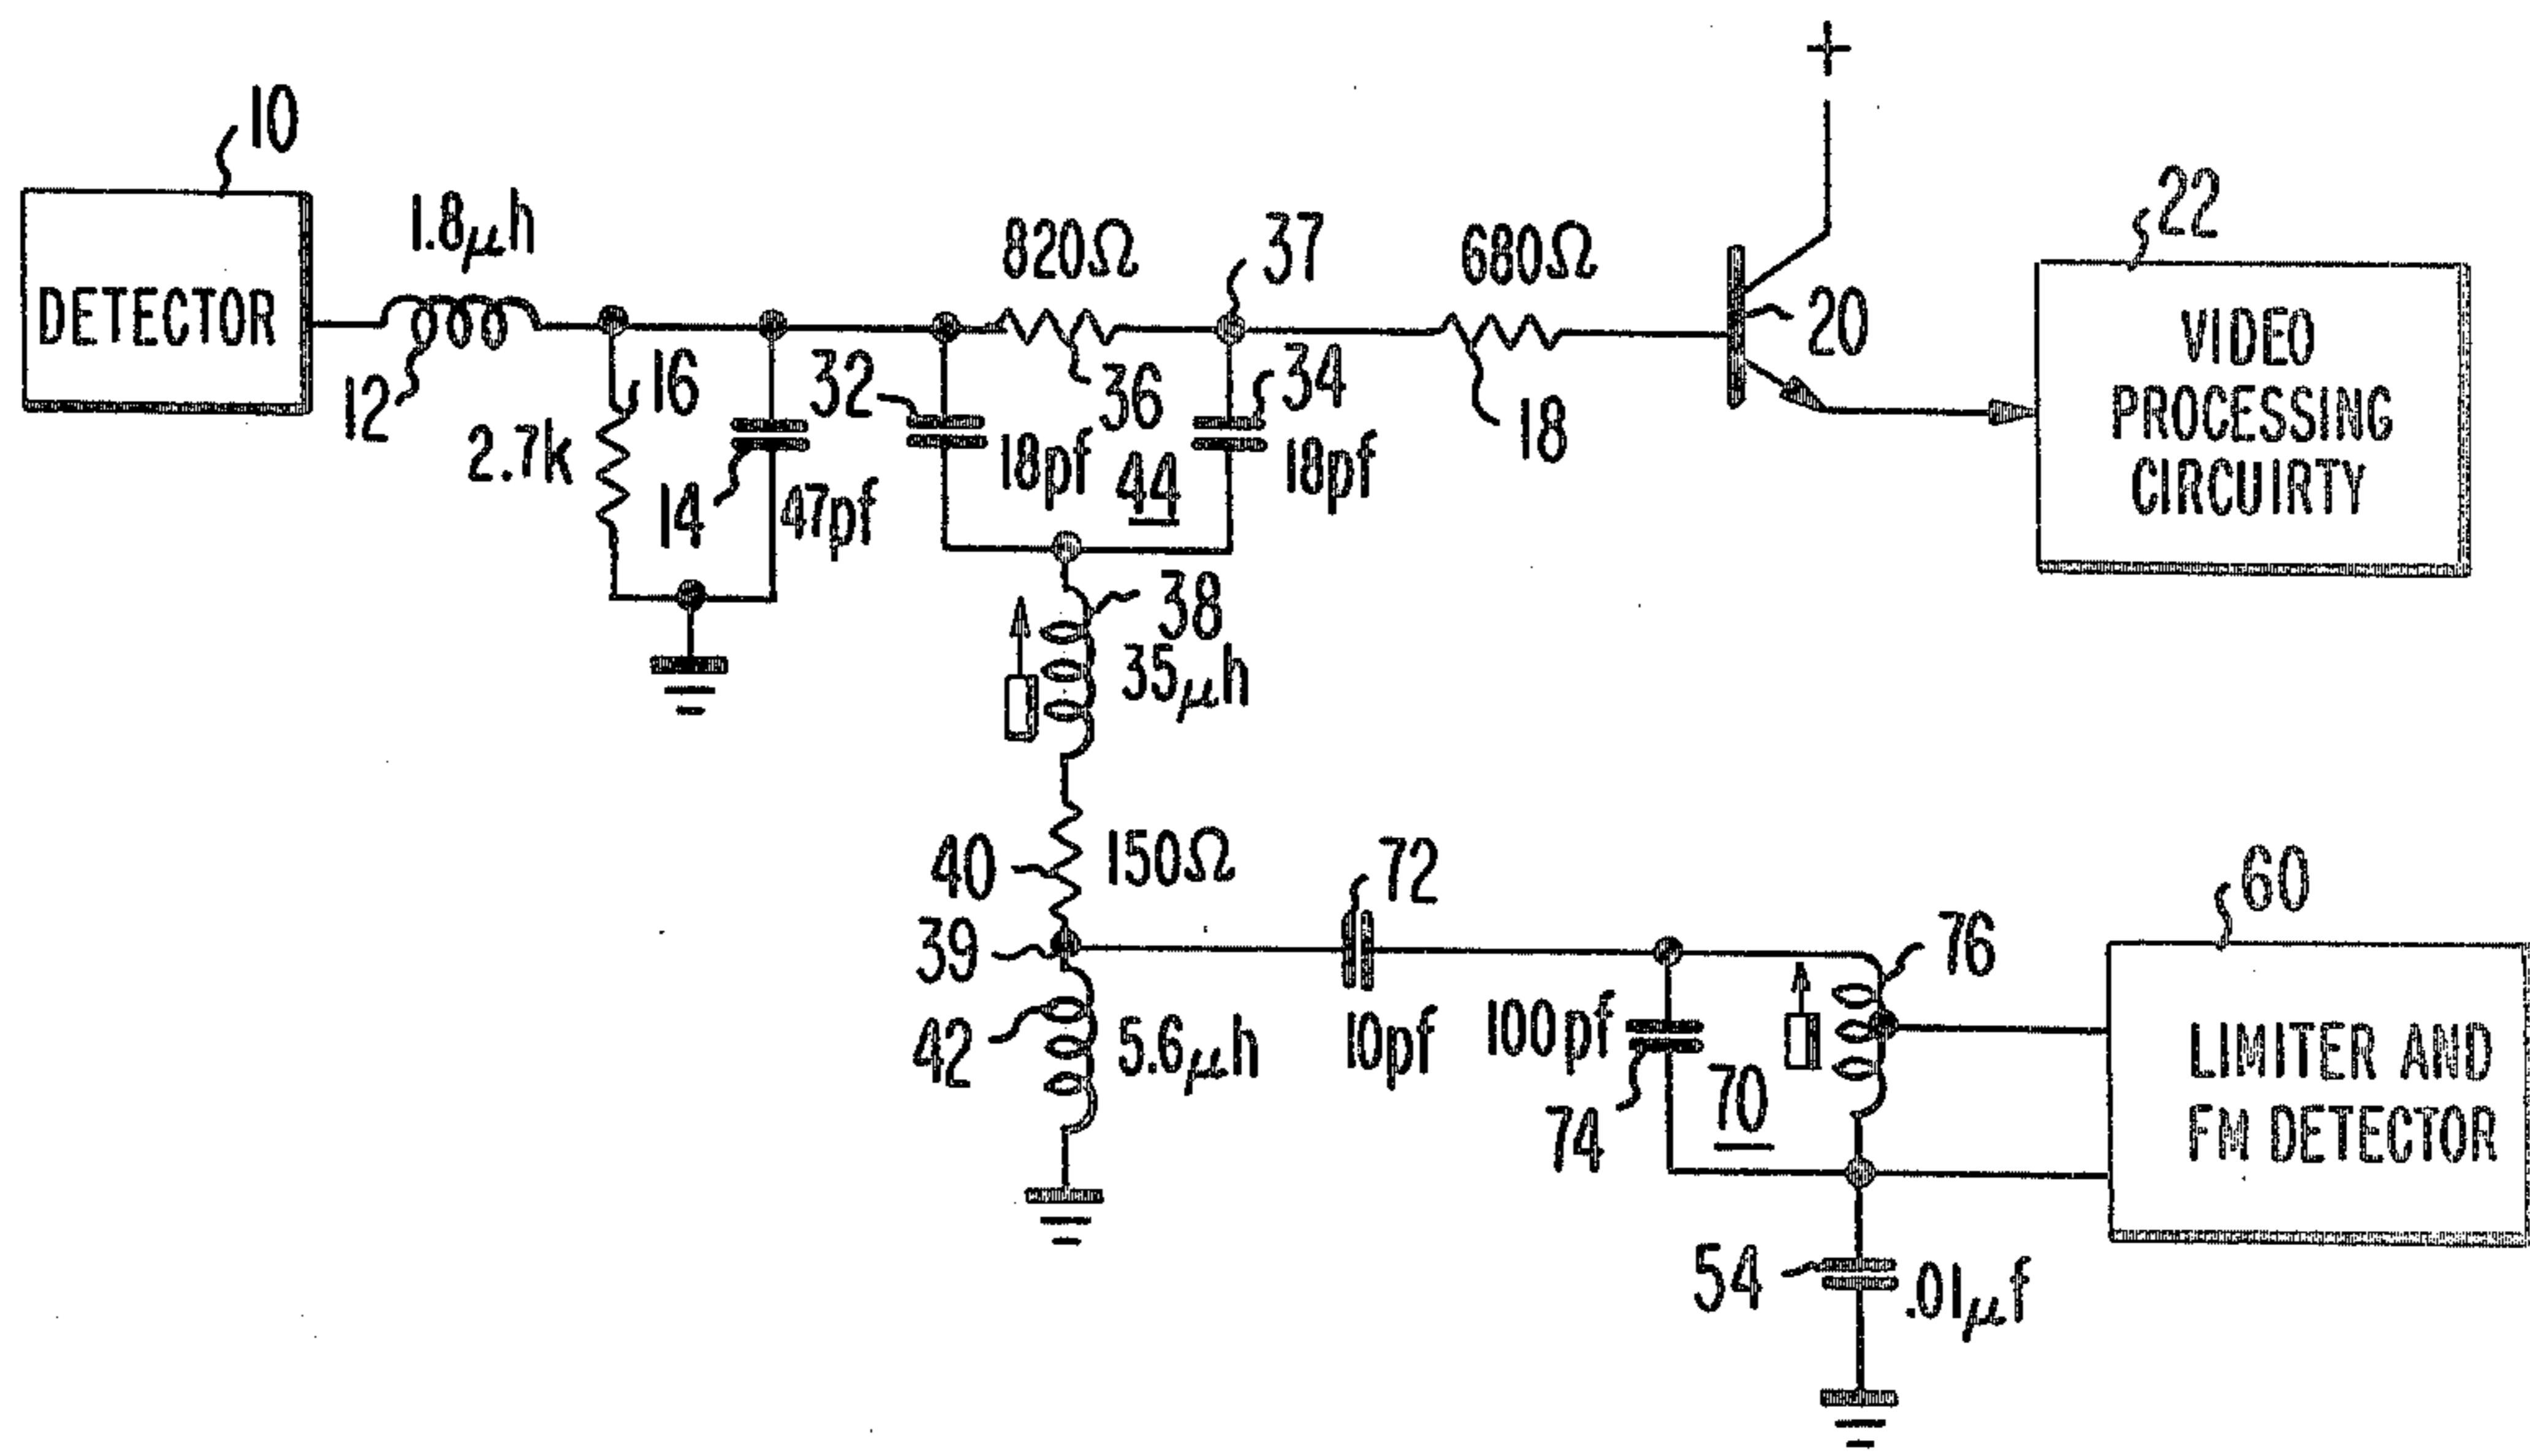 10
DETECTOR
1.8μh
12
16
2.7k
14
47pf
32
18pf
820Ω
36
37
34
18pf
44
680Ω
18
+
20
22
VIDEO
PROCESSING
CIRCUIRTY
38
35μh
40
150Ω
39
42
5.6μh
72
10pf
100pf
74
70
76
60
LIMITER AND
FM DETECTOR
54
.01μf